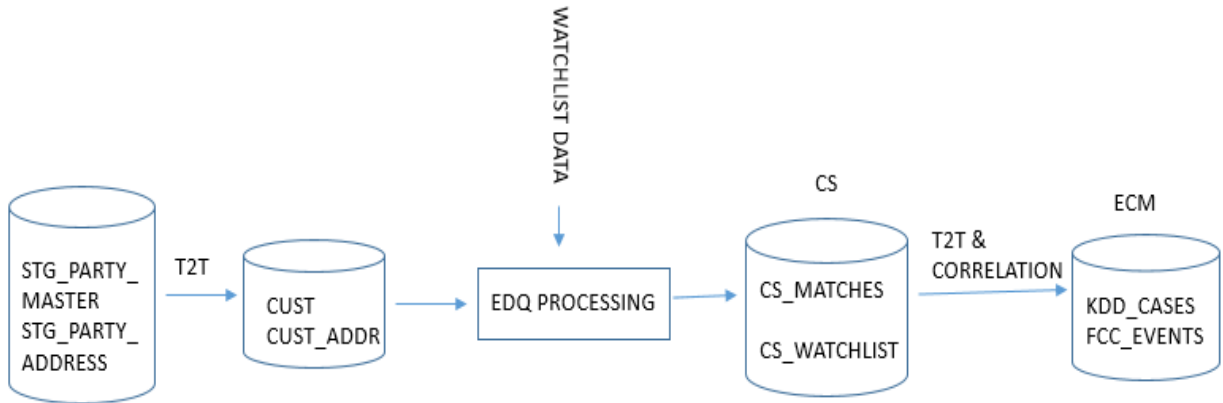 WATCHLIST DATA
STG_PARTY_
MASTER
STG_PARTY_
ADDRESS
T2T
CUST
CUST_ADDR
EDQ PROCESSING
CS
CS_MATCHES
CS_WATCHLIST
T2T &
CORRELATION
ECM
KDD_CASES
FCC_EVENTS